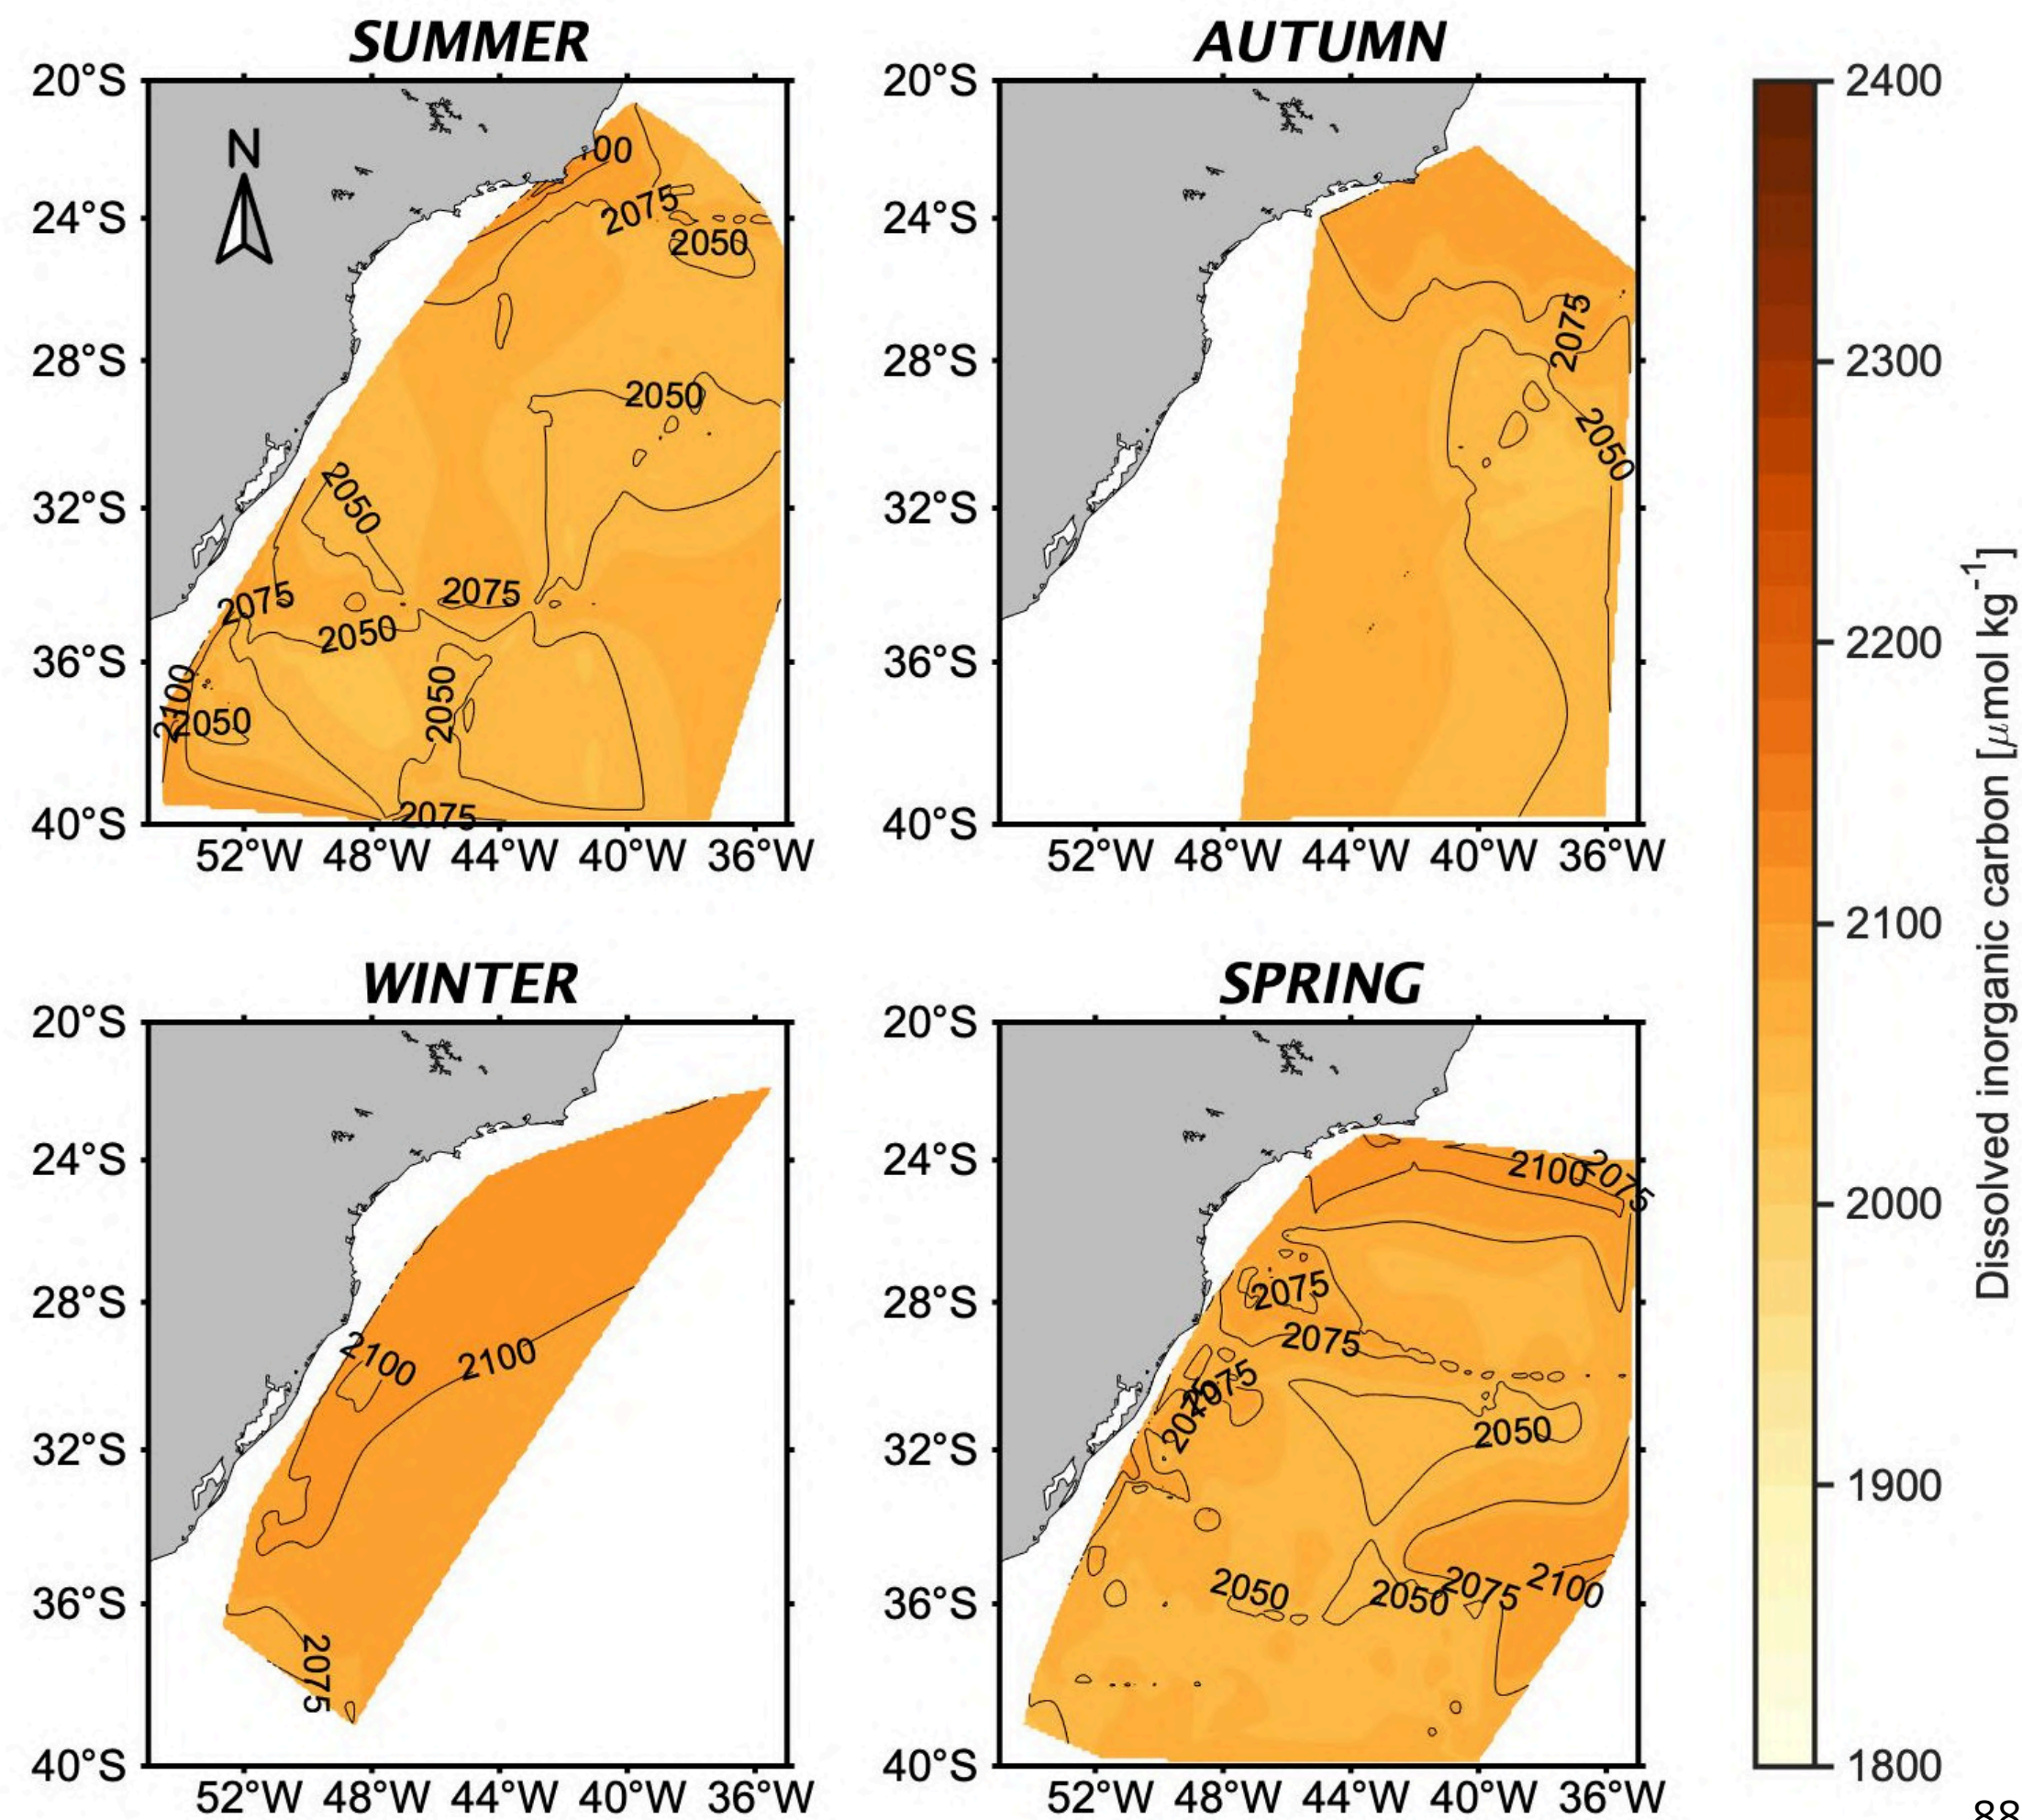 SUMMER
20°S
24°S
28°S
32°S
36°S
40°S
52°W 48°W 44°W 40°W 36°W
N
2075
2050
2050
2050
2075
2075
2050
2100
2050
2050
2075
AUTUMN
20°S
24°S
28°S
32°S
36°S
40°S
52°W 48°W 44°W 40°W 36°W
2075
2050
WINTER
20°S
24°S
28°S
32°S
36°S
40°S
52°W 48°W 44°W 40°W 36°W
2100
2100
2075
SPRING
20°S
24°S
28°S
32°S
36°S
40°S
52°W 48°W 44°W 40°W 36°W
2100
2075
2075
2075
2075
2075
2050
2050
2050
2075
2100
2400
2300
2200
2100
2000
1900
1800
Dissolved inorganic carbon [μmol kg⁻¹]